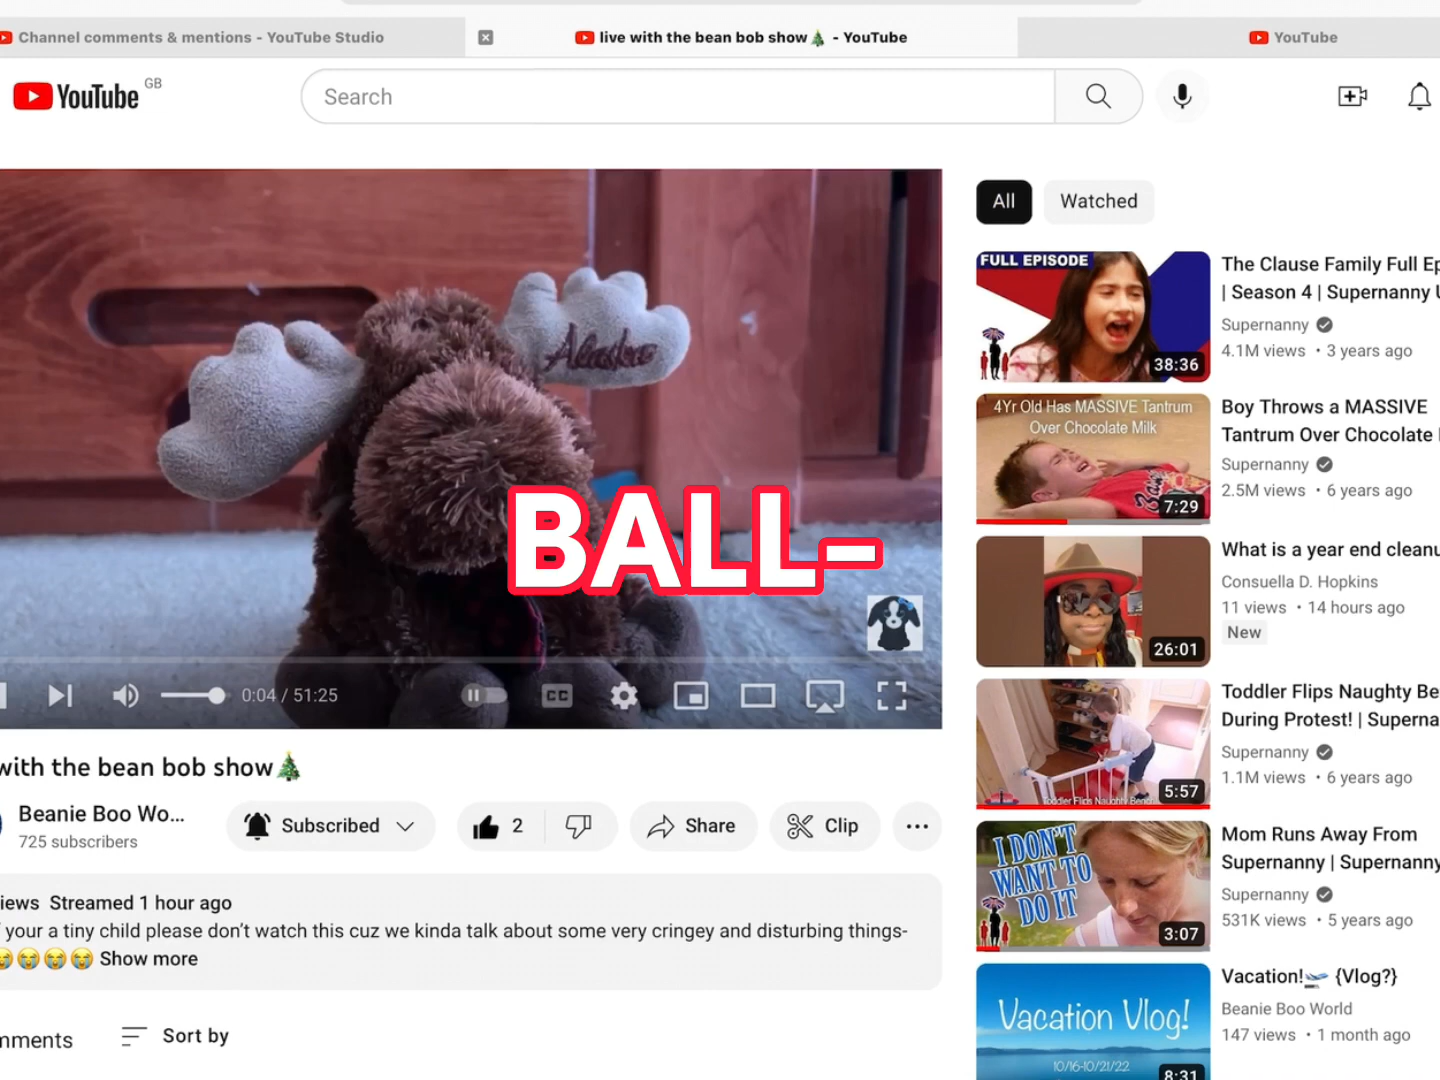 Channel comments & mentions - YouTube Studio
live with the bean bob show🎄 - YouTube
YouTube
YouTube GB
Search
All
Watched
Alaska
BALL-
0:04 / 51:25
CC
with the bean bob show🎄
Beanie Boo Wo...
725 subscribers
Subscribed
2
Share
Clip
iews Streamed 1 hour ago
your a tiny child please don't watch this cuz we kinda talk about some very cringey and disturbing things-
😭😭😭😭 Show more
mments
Sort by
FULL EPISODE
38:36
The Clause Family Full Ep
| Season 4 | Supernanny U
Supernanny
4.1M views • 3 years ago
4Yr Old Has MASSIVE Tantrum
Over Chocolate Milk
7:29
Boy Throws a MASSIVE
Tantrum Over Chocolate
Supernanny
2.5M views • 6 years ago
26:01
What is a year end cleanu
Consuella D. Hopkins
11 views • 14 hours ago
New
Toddler Flips Naughty Bench
5:57
Toddler Flips Naughty Be
During Protest! | Superna
Supernanny
1.1M views • 6 years ago
I DON'T
WANT TO
DO IT
3:07
Mom Runs Away From
Supernanny | Supernanny
Supernanny
531K views • 5 years ago
Vacation Vlog!
10/16-10/21/22
8:31
Vacation!🛫 {Vlog?}
Beanie Boo World
147 views • 1 month ago